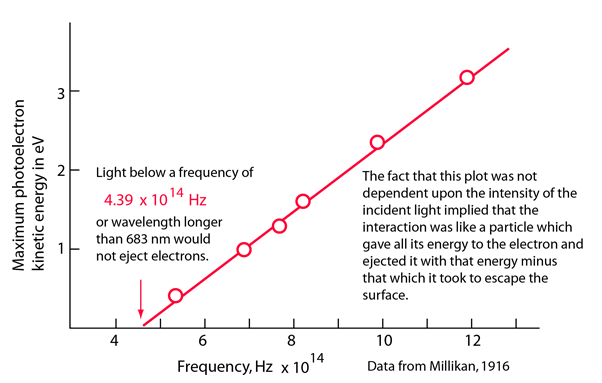 Maximum photoelectron
kinetic energy in eV
3
2
1
Light below a frequency of
4.39 x 10^14 Hz
or wavelength longer
than 683 nm would
not eject electrons.
The fact that this plot was not
dependent upon the intensity of the
incident light implied that the
interaction was like a particle which
gave all its energy to the electron and
ejected it with that energy minus
that which it took to escape the
surface.
4 6 8 10 12
Frequency, Hz x 10^14
Data from Millikan, 1916